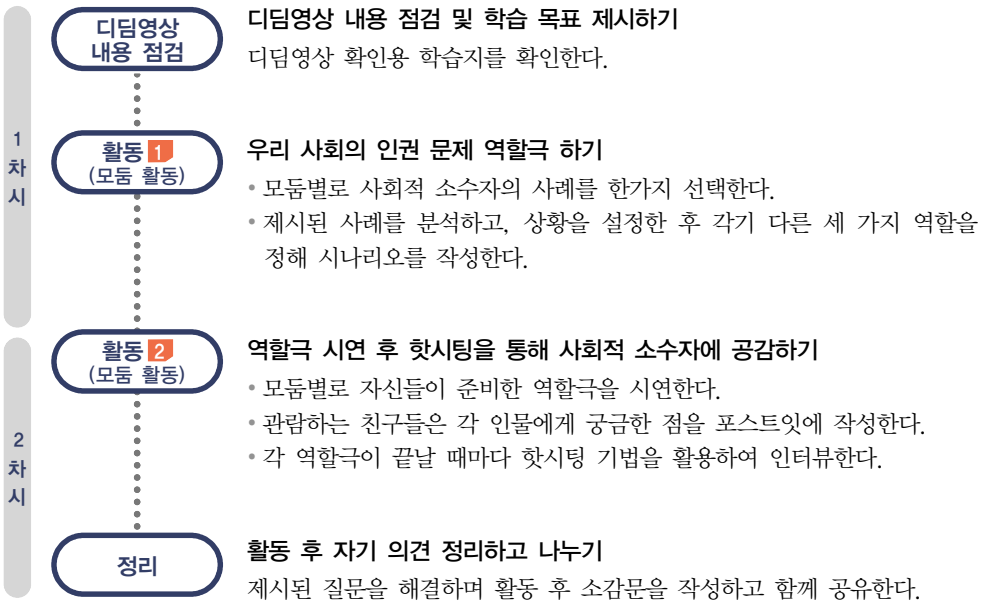 1
차
시
디딤영상
내용 점검
디딤영상 내용 점검 및 학습 목표 제시하기
디딤영상 확인용 학습지를 확인한다.
활동 1
(모둠 활동)
우리 사회의 인권 문제 역할극 하기
• 모둠별로 사회적 소수자의 사례를 한가지 선택한다.
• 제시된 사례를 분석하고, 상황을 설정한 후 각기 다른 세 가지 역할을
정해 시나리오를 작성한다.
2
차
시
활동 2
(모둠 활동)
역할극 시연 후 핫시팅을 통해 사회적 소수자에 공감하기
• 모둠별로 자신들이 준비한 역할극을 시연한다.
• 관람하는 친구들은 각 인물에게 궁금한 점을 포스트잇에 작성한다.
• 각 역할극이 끝날 때마다 핫시팅 기법을 활용하여 인터뷰한다.
정리
활동 후 자기 의견 정리하고 나누기
제시된 질문을 해결하며 활동 후 소감문을 작성하고 함께 공유한다.